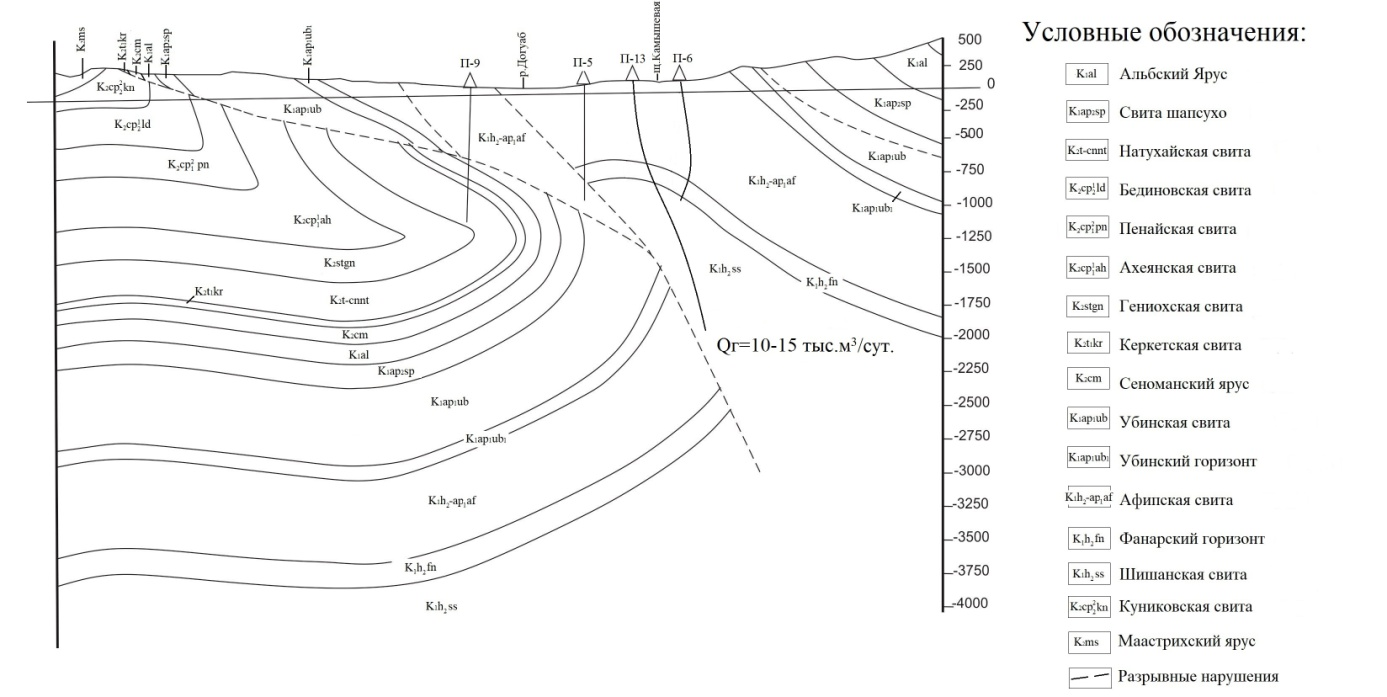 K₂ms
K₂t₁kr
K₂cm
K₁al
K₁ap₂sp
K₁ap₁ub₁
П-9
р.Догуаб
П-5
П-13
щ.Камышевая
П-6
K₂cp₂²kn
K₂cp₂¹ld
K₂cp₁²pn
K₂cp₁¹ah
K₂stgn
K₂t₁kr
K₂t-cnnt
K₂cm
K₁al
K₁ap₂sp
K₁ap₁ub
K₁ap₁ub₁
K₁h₂-ap₁¹af
K₁h₂fn
K₁h₂ss
K₁ap₁ub
K₁h₂-ap₁¹af
K₁h₂-ap₁¹af
K₁h₂ss
K₁h₂fn
K₁al
K₁ap₂sp
K₁ap₁ub
K₁ap₁ub₁
Qг=10-15 тыс.м³/сут.
500
250
0
-250
-500
-750
-1000
-1250
-1500
-1750
-2000
-2250
-2500
-2750
-3000
-3250
-3500
-3750
-4000
Условные обозначения:
K₁al Альбский Ярус
K₁ap₂sp Свита шапсухо
K₂t-cnnt Натухайская свита
K₂cp₂¹ld Бединовская свита
K₂cp₁²pn Пенайская свита
K₂cp₁¹ah Ахеянская свита
K₂stgn Гениохская свита
K₂t₁kr Керкетская свита
K₂cm Сеноманский ярус
K₁ap₁ub Убинская свита
K₁ap₁ub₁ Убинский горизонт
K₁h₂-ap₁¹af Афипская свита
K₁h₂fn Фанарский горизонт
K₁h₂ss Шишанская свита
K₂cp₂²kn Куниковская свита
K₂ms Маастрихский ярус
Разрывные нарушения